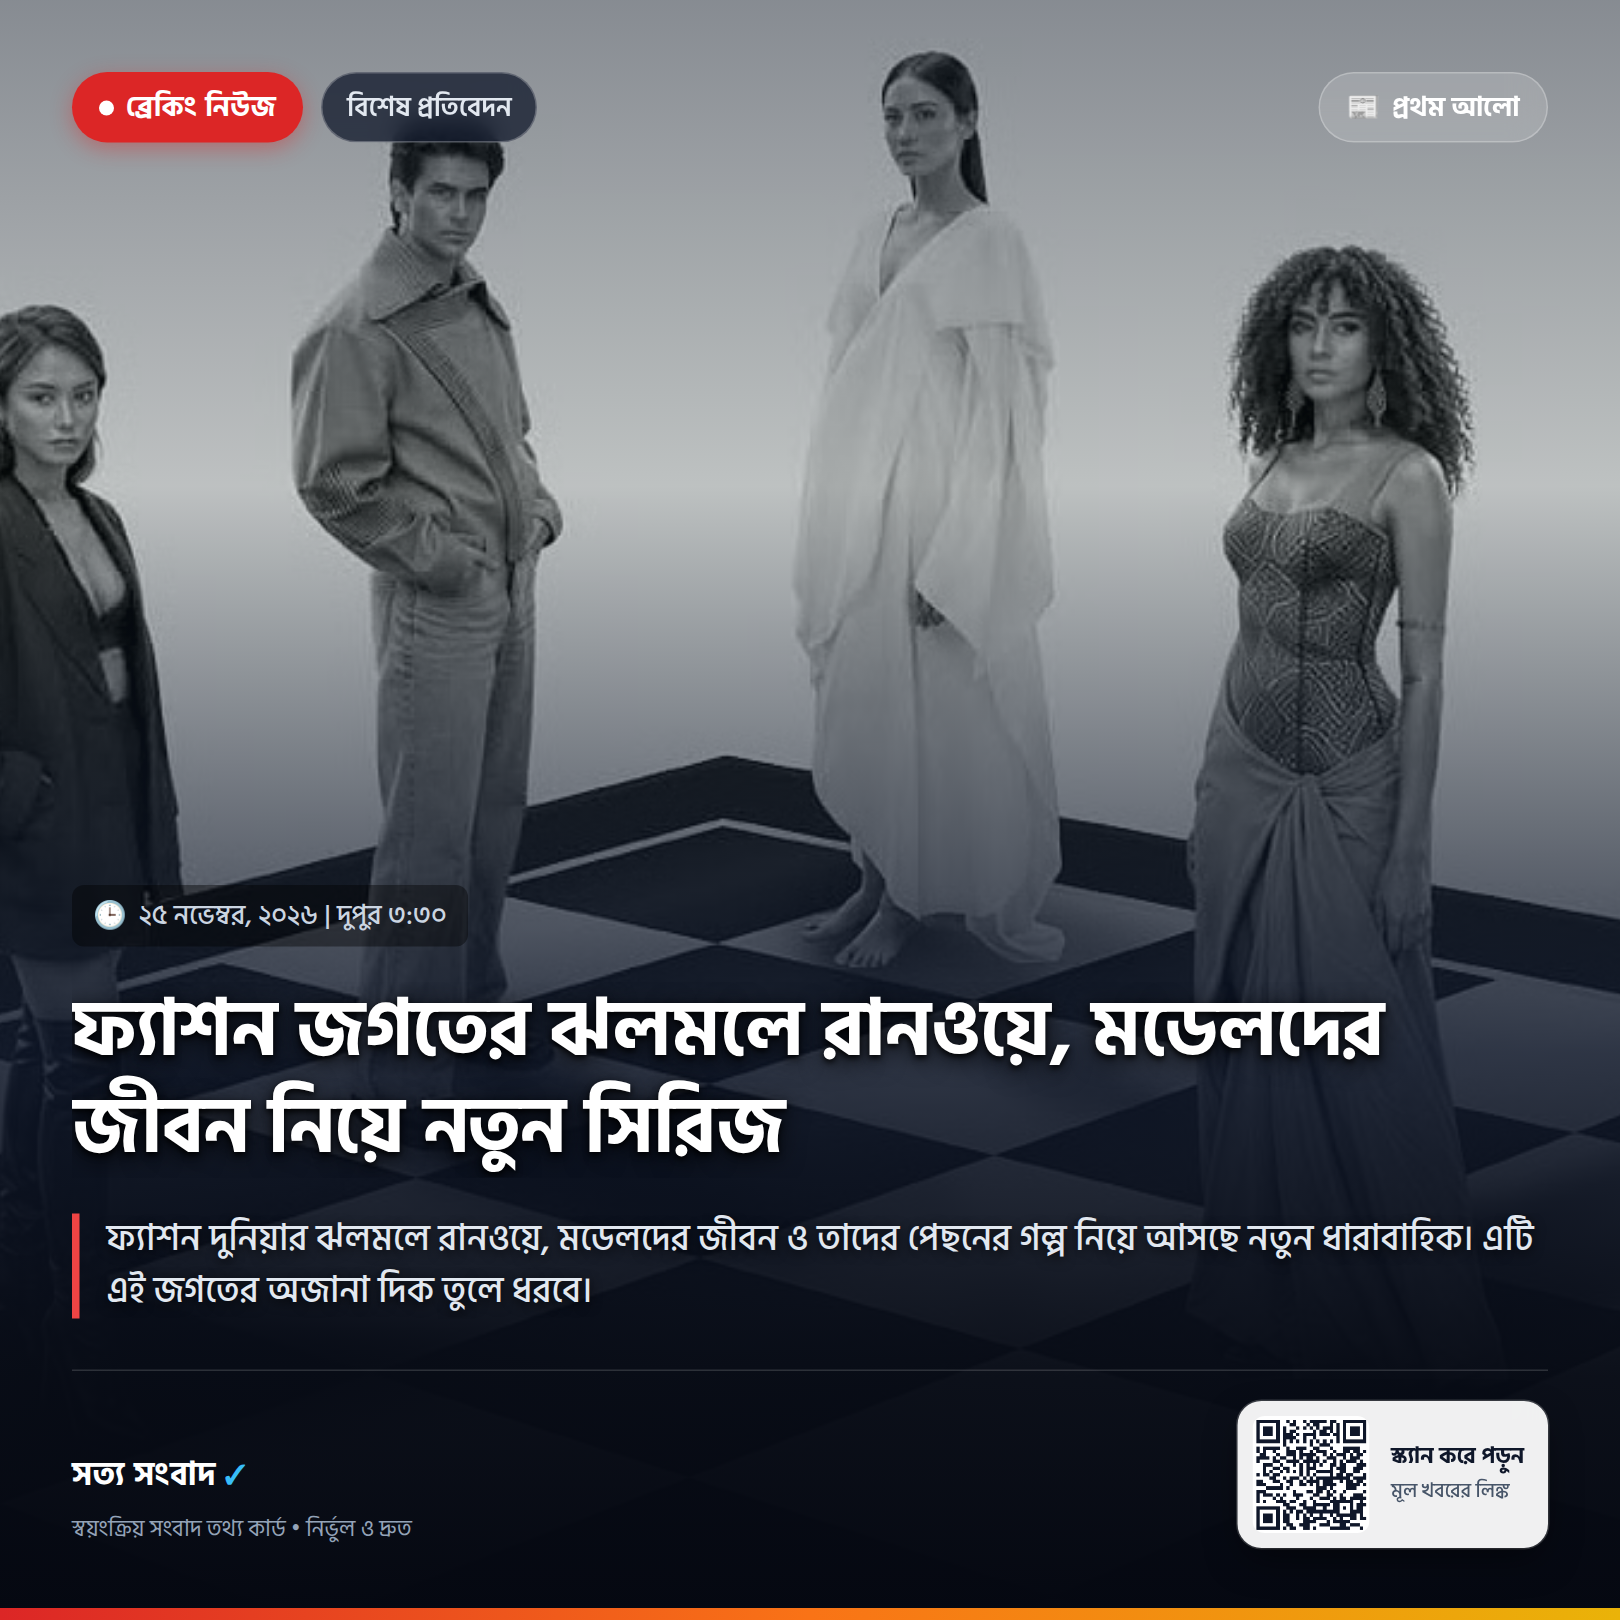 ব্রেকিং নিউজ
বিশেষ প্রতিবেদন
প্রথম আলো
২৫ নভেম্বর, ২০২৬ | দুপুর ৩:৩০
ফ্যাশন জগতের ঝলমলে রানওয়ে, মডেলদের
জীবন নিয়ে নতুন সিরিজ
ফ্যাশন দুনিয়ার ঝলমলে রানওয়ে, মডেলদের জীবন ও তাদের পেছনের গল্প নিয়ে আসছে নতুন ধারাবাহিক। এটি
এই জগতের অজানা দিক তুলে ধরবে।
সত্য সংবাদ ✓
স্বয়ংক্রিয় সংবাদ তথ্য কার্ড • নির্ভুল ও দ্রুত
স্ক্যান করে পড়ুন
মূল খবরের লিঙ্ক